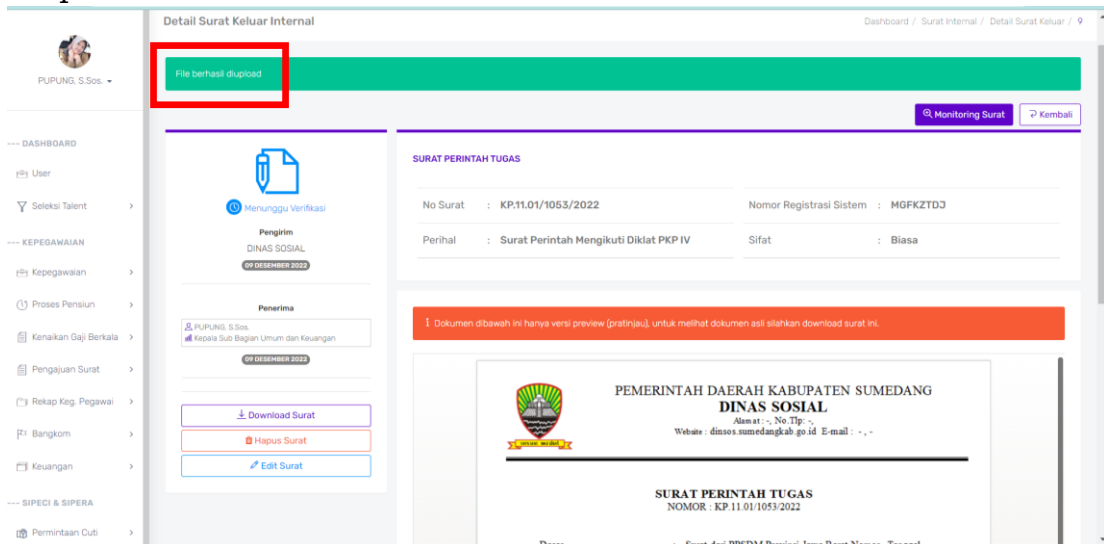 Detail Surat Keluar Internal
Dashboard / Surat Internal / Detail Surat Keluar / 9
PUPUNG, S.Sos.
File berhasil diupload
Monitoring Surat
Kembali
--- DASHBOARD
User
Seleksi Talent
--- KEPEGAWAIAN
Kepegawaian
Proses Pensiun
Kenaikan Gaji Berkala
Pengajuan Surat
Rekap Keg. Pegawai
Bangkom
Keuangan
--- SIPECI & SIPERA
Permintaan Cuti
Menunggu Verifikasi
Pengirim
DINAS SOSIAL
09 DESEMBER 2022
Penerima
PUPUNG, S.Sos.
Kepala Sub Bagian Umum dan Keuangan
09 DESEMBER 2022
Download Surat
Hapus Surat
Edit Surat
SURAT PERINTAH TUGAS
No Surat : KP.11.01/1053/2022
Nomor Registrasi Sistem : MGFKZTDJ
Perihal : Surat Perintah Mengikuti Diklat PKP IV
Sifat : Biasa
Dokumen dibawah ini hanya versi preview (pratinjau), untuk melihat dokumen asli silahkan download surat ini.
PEMERINTAH DAERAH KABUPATEN SUMEDANG
DINAS SOSIAL
Alamat : -, No.Tlp: -,
Website : dinsos.sumedangkab.go.id E-mail : - , -
SURAT PERINTAH TUGAS
NOMOR : KP.11.01/1053/2022